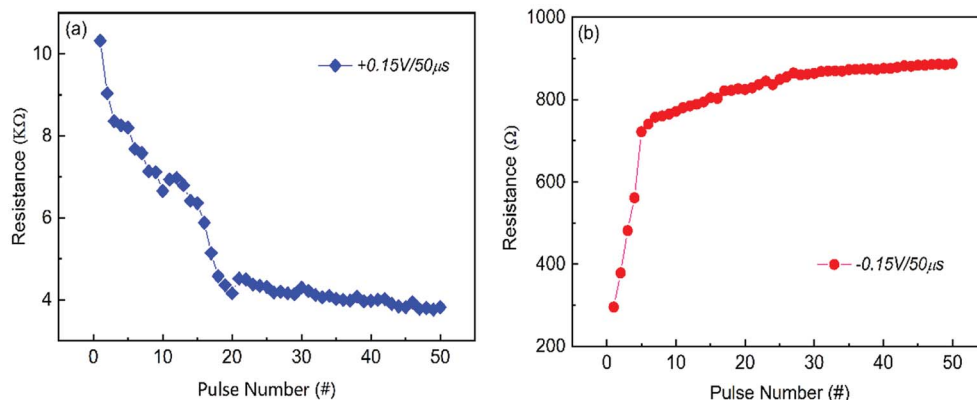 (a)
+0.15V/50μs
10
8
6
4
0
10
20
30
40
50
Resistance (KΩ)
Pulse Number (#)
(b)
-0.15V/50μs
1000
800
600
400
200
0
10
20
30
40
50
Resistance (Ω)
Pulse Number (#)